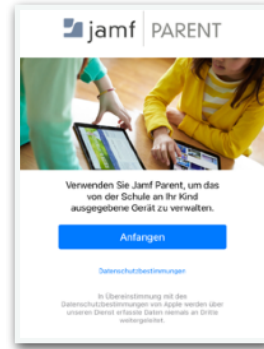 jamf PARENT
Verwenden Sie Jamf Parent, um das
von der Schule an Ihr Kind
ausgegebene Gerät zu verwalten.
Anfangen
Datenschutzbestimmungen
In Übereinstimmung mit des
Datenschutzbestimmungen von Apple werden über
unseren Dienst erfasste Daten niemals an Dritte
weitergeleitet.